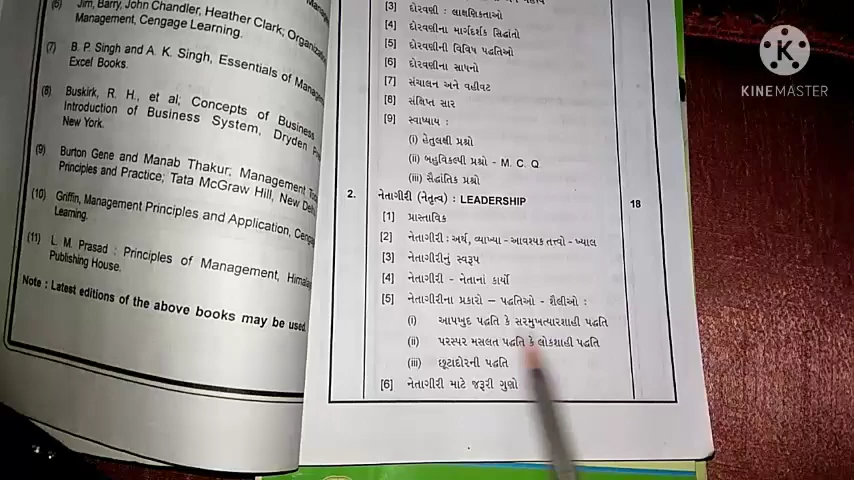 (6) Jim, Barry, John Chandler, Heather Clark; Organization
Management, Cengage Learning.
(7) B. P. Singh and A. K. Singh, Essentials of Management
Excel Books.
(8) Buskirk, R. H., et al; Concepts of Business
Introduction of Business System, Dryden
New York.
(9) Burton Gene and Manab Thakur; Management
Principles and Practice; Tata McGraw Hill, New
(10) Griffin, Management Principles and Application,
Learning.
(11) L. M. Prasad : Principles of Management,
Publishing House.
Note : Latest editions of the above books may be used
[3] દોરવણી : લાક્ષણિકતાઓ
[4] દોરવણીના માર્ગદર્શક સિદ્ધાંતો
[5] દોરવણીની વિવિધ પદ્ધતિઓ
[6] દોરવણીના સાધનો
[7] સંચાલન અને વહીવટ
[8] સંક્ષિપ્ત સાર
[9] સ્વાધ્યાય :
(i) હેતુલક્ષી પ્રશ્નો
(ii) બહુવિકલ્પી પ્રશ્નો - M. C. Q.
(iii) સૈદ્ધાંતિક પ્રશ્નો
2. નેતાગીરી (નેતૃત્વ) : LEADERSHIP 18
[1] પ્રાસ્તાવિક
[2] નેતાગીરી : અર્થ, વ્યાખ્યા - આવશ્યક તત્ત્વો - ખ્યાલ
[3] નેતાગીરીનું સ્વરૂપ
[4] નેતાગીરી - નેતાનાં કાર્યો
[5] નેતાગીરીના પ્રકારો – પદ્ધતિઓ - શૈલીઓ :
(i) આપખુદ પદ્ધતિ કે સરમુખત્યારશાહી પદ્ધતિ
(ii) પરસ્પર મસલત પદ્ધતિ કે લોકશાહી પદ્ધતિ
(iii) છૂટાદોરની પદ્ધતિ
[6] નેતાગીરી માટે જરૂરી ગુણો
K
KINEMASTER